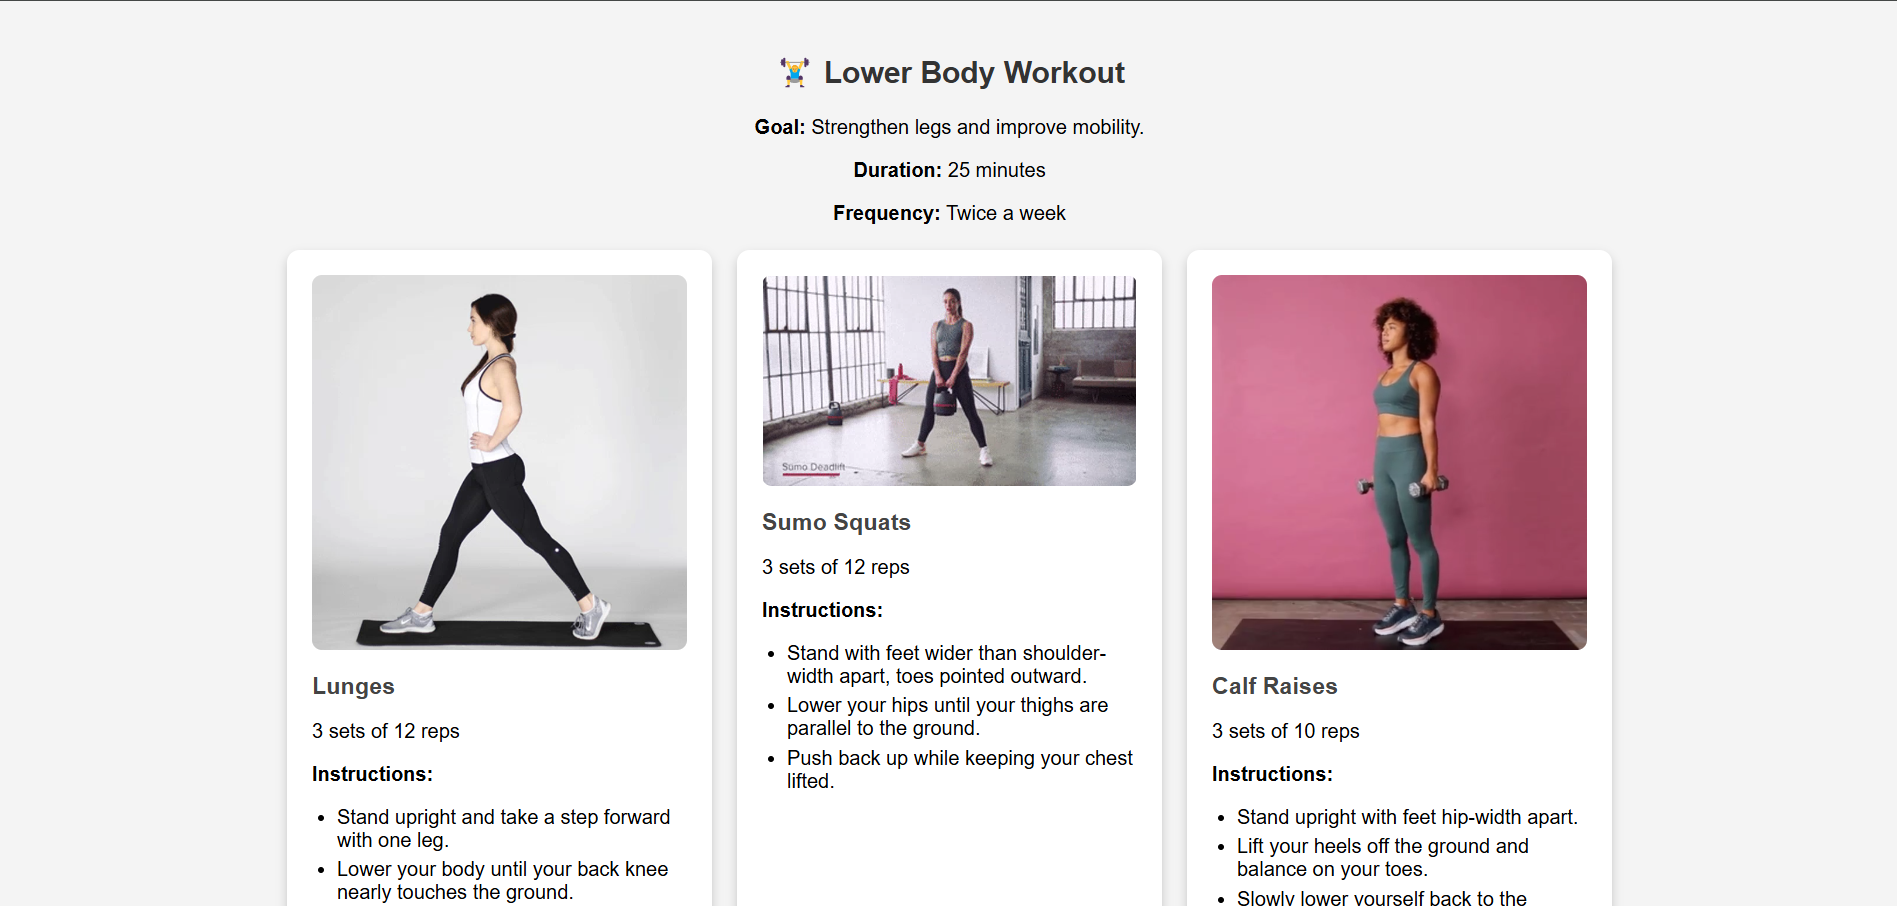 Lower Body Workout
Goal: Strengthen legs and improve mobility.
Duration: 25 minutes
Frequency: Twice a week
Lunges
3 sets of 12 reps
Instructions:
Stand upright and take a step forward
with one leg.
Lower your body until your back knee
nearly touches the ground.
Sumo Deadlift
Sumo Squats
3 sets of 12 reps
Instructions:
Stand with feet wider than shoulder-
width apart, toes pointed outward.
Lower your hips until your thighs are
parallel to the ground.
Push back up while keeping your chest
lifted.
Calf Raises
3 sets of 10 reps
Instructions:
Stand upright with feet hip-width apart.
Lift your heels off the ground and
balance on your toes.
Slowly lower yourself back to the